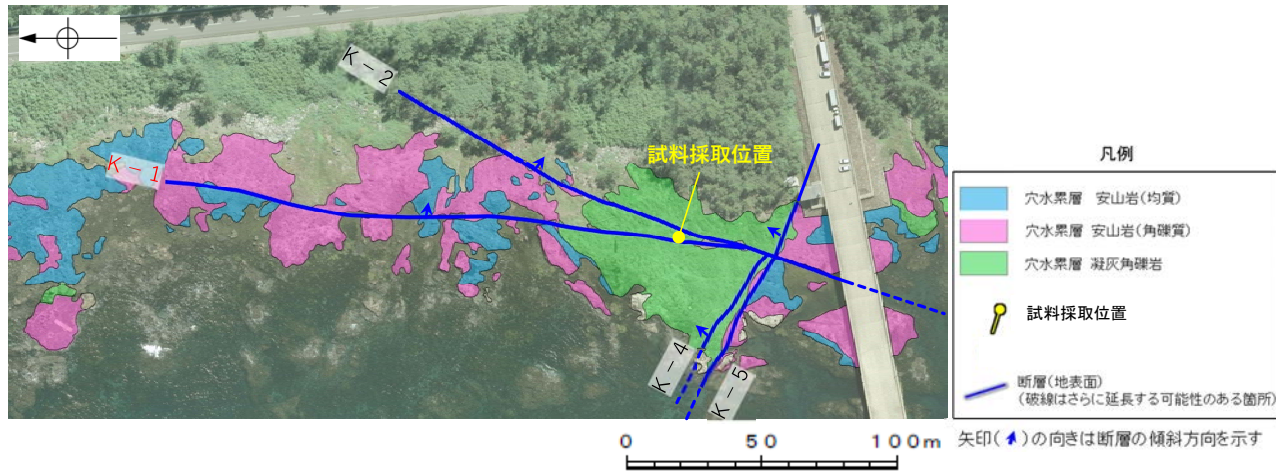 K－2
K－1
試料採取位置
K－4
K－5
凡例
穴水累層 安山岩(均質)
穴水累層 安山岩(角礫質)
穴水累層 凝灰角礫岩
試料採取位置
断層(地表面)
(破線はさらに延長する可能性のある箇所)
0 50 100m
矢印( )の向きは断層の傾斜方向を示す